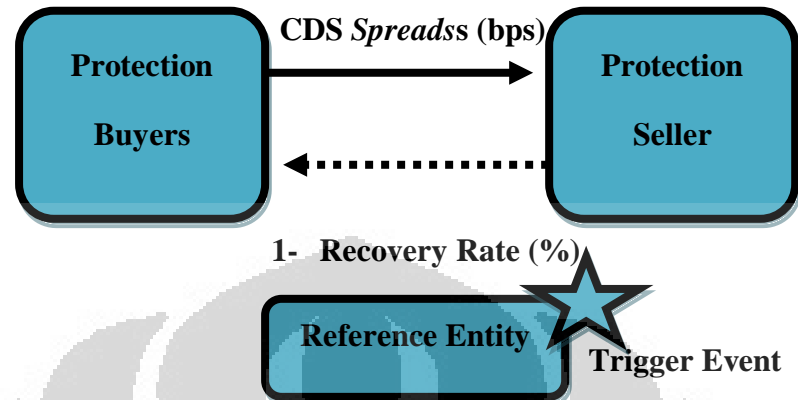 CDS Spreadss (bps)
Protection
Buyers
Protection
Seller
1- Recovery Rate (%)
Reference Entity
Trigger Event